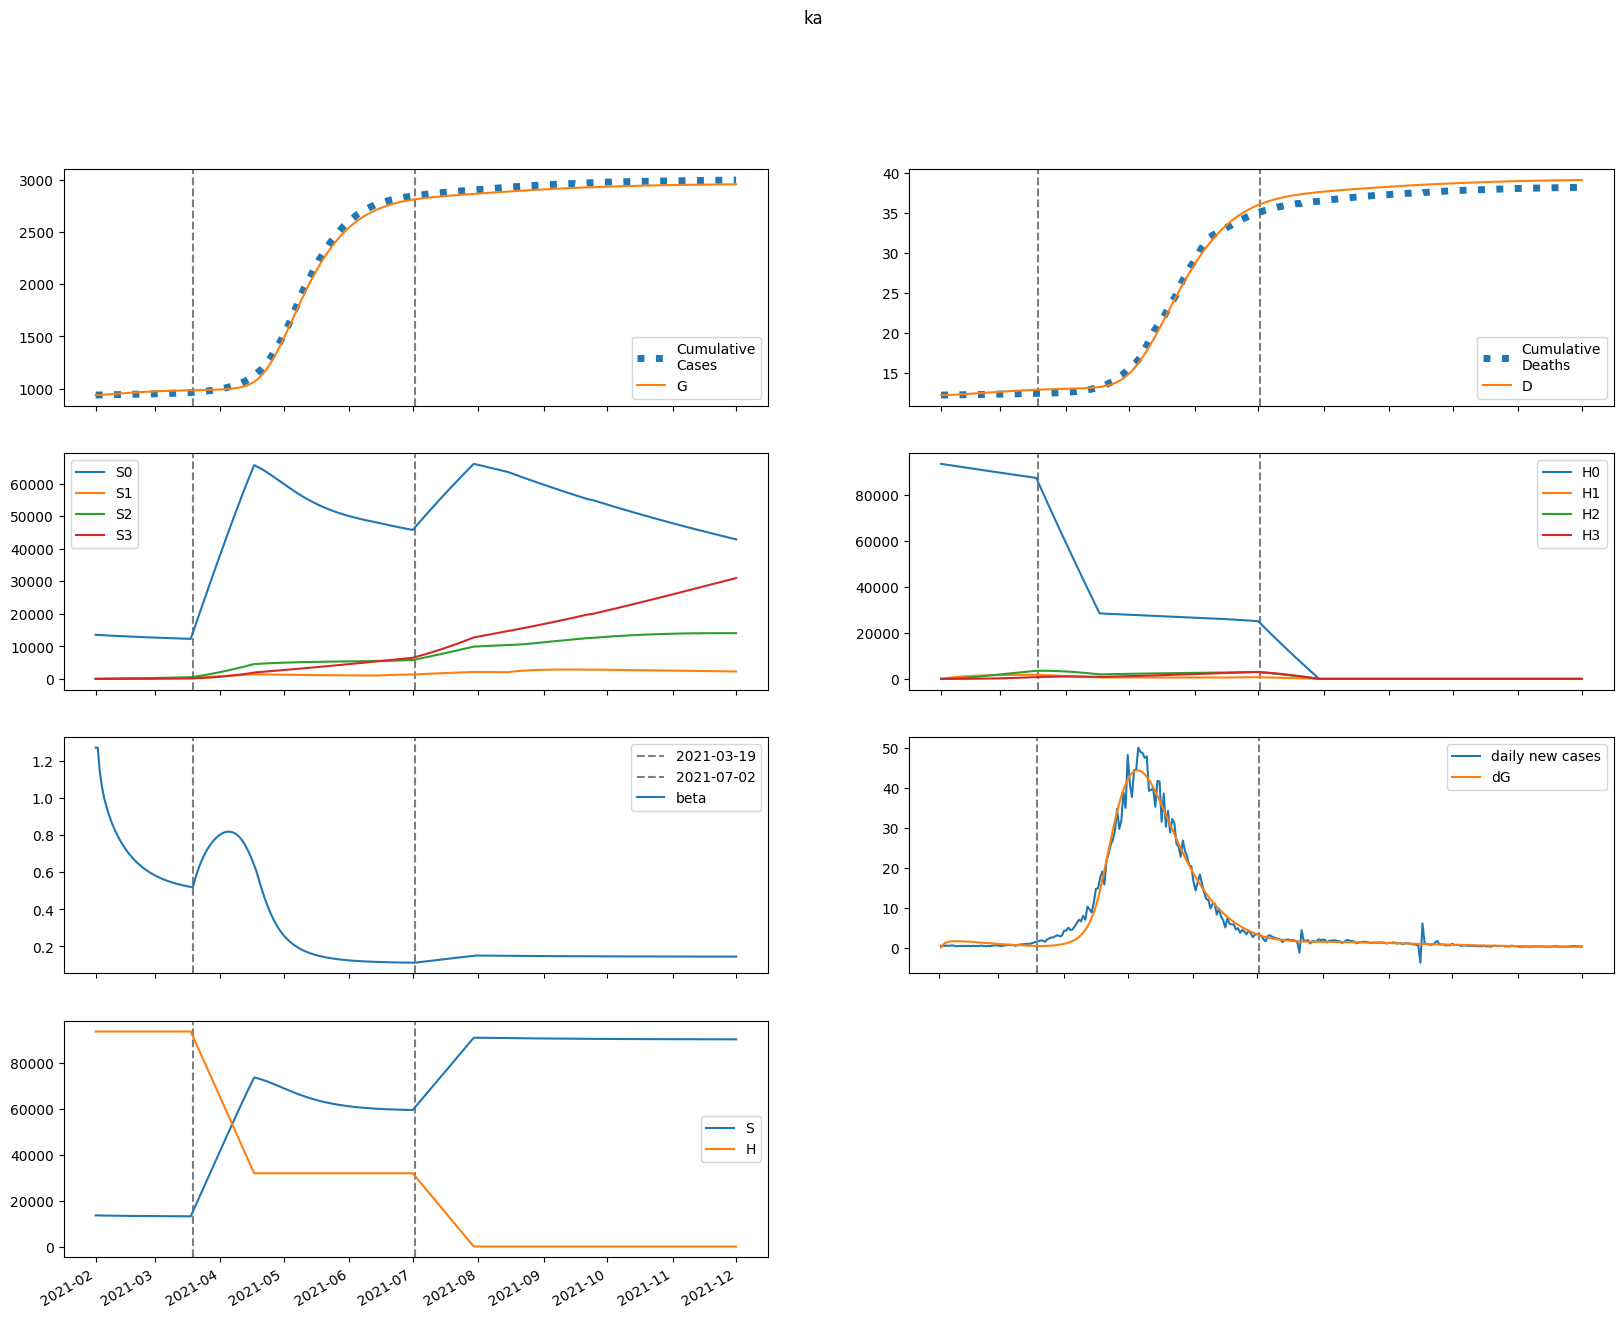 ka
3000
2500
2000
1500
1000
Cumulative
Cases
G
40
35
30
25
20
15
Cumulative
Deaths
D
60000
50000
40000
30000
20000
10000
0
S0
S1
S2
S3
80000
60000
40000
20000
0
H0
H1
H2
H3
1.2
1.0
0.8
0.6
0.4
0.2
2021-03-19
2021-07-02
beta
50
40
30
20
10
0
daily new cases
dG
80000
60000
40000
20000
0
S
H
2021-02
2021-03
2021-04
2021-05
2021-06
2021-07
2021-08
2021-09
2021-10
2021-11
2021-12